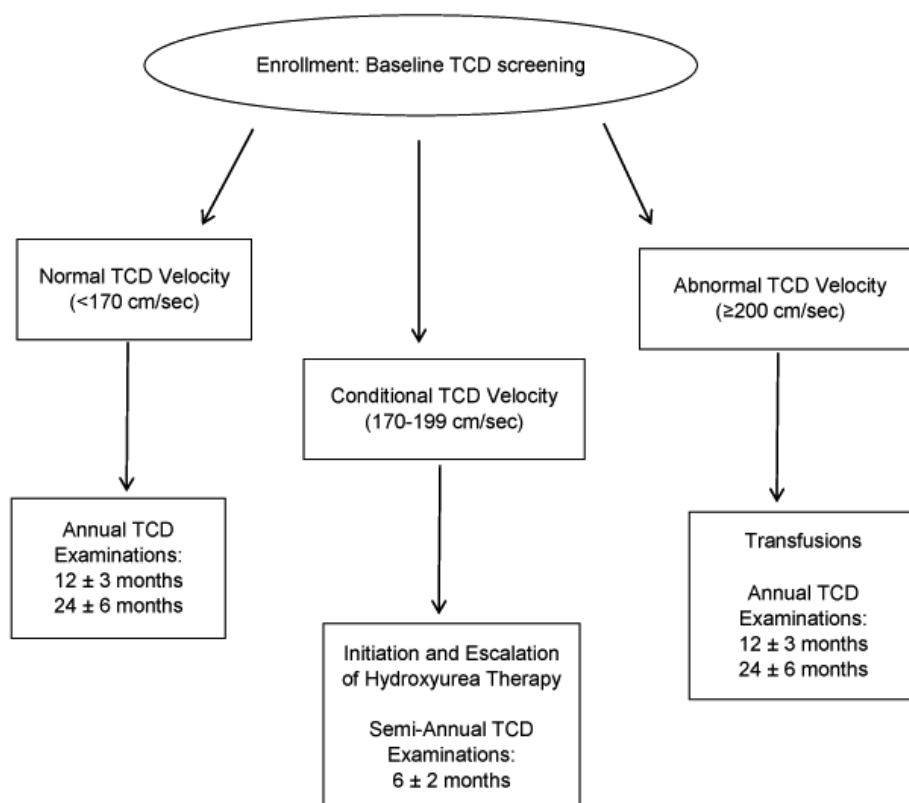 Enrollment: Baseline TCD screening
Normal TCD Velocity
(<170 cm/sec)
Conditional TCD Velocity
(170-199 cm/sec)
Abnormal TCD Velocity
(≥200 cm/sec)
Annual TCD
Examinations:
12 ± 3 months
24 ± 6 months
Initiation and Escalation
of Hydroxyurea Therapy
Semi-Annual TCD
Examinations:
6 ± 2 months
Transfusions
Annual TCD
Examinations:
12 ± 3 months
24 ± 6 months